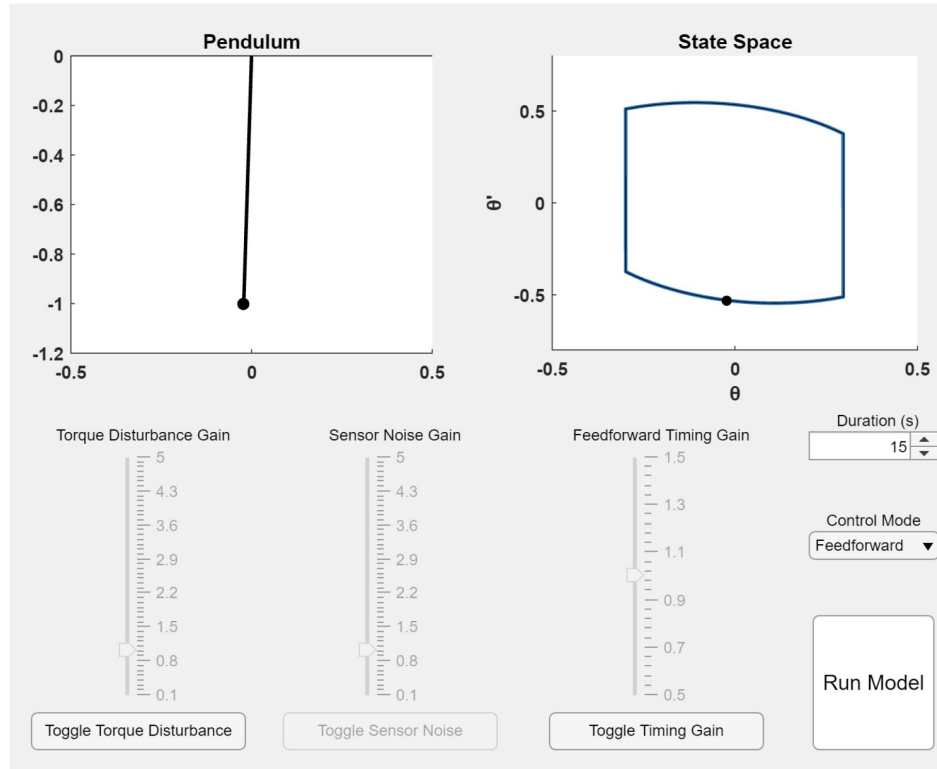 Pendulum
0
-0.2
-0.4
-0.6
-0.8
-1
-1.2
-0.5 0 0.5
State Space
0.5
0
-0.5
θ'
-0.5 0 0.5
θ
Torque Disturbance Gain
5
4.3
3.6
2.9
2.2
1.5
0.8
0.1
Toggle Torque Disturbance
Sensor Noise Gain
5
4.3
3.6
2.9
2.2
1.5
0.8
0.1
Toggle Sensor Noise
Feedforward Timing Gain
1.5
1.3
1.1
0.9
0.7
0.5
Toggle Timing Gain
Duration (s)
15
Control Mode
Feedforward
Run Model